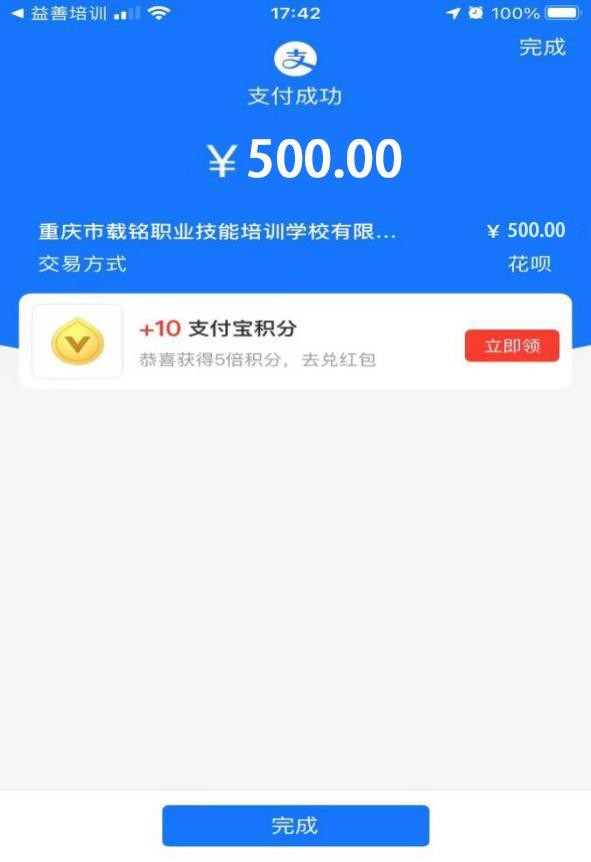 益善培训 17:42 100%
完成
支
支付成功
¥ 500.00
重庆市载铭职业技能培训学校有限... ¥ 500.00
交易方式 花呗
+10 支付宝积分
恭喜获得5倍积分，去兑红包
立即领
完成